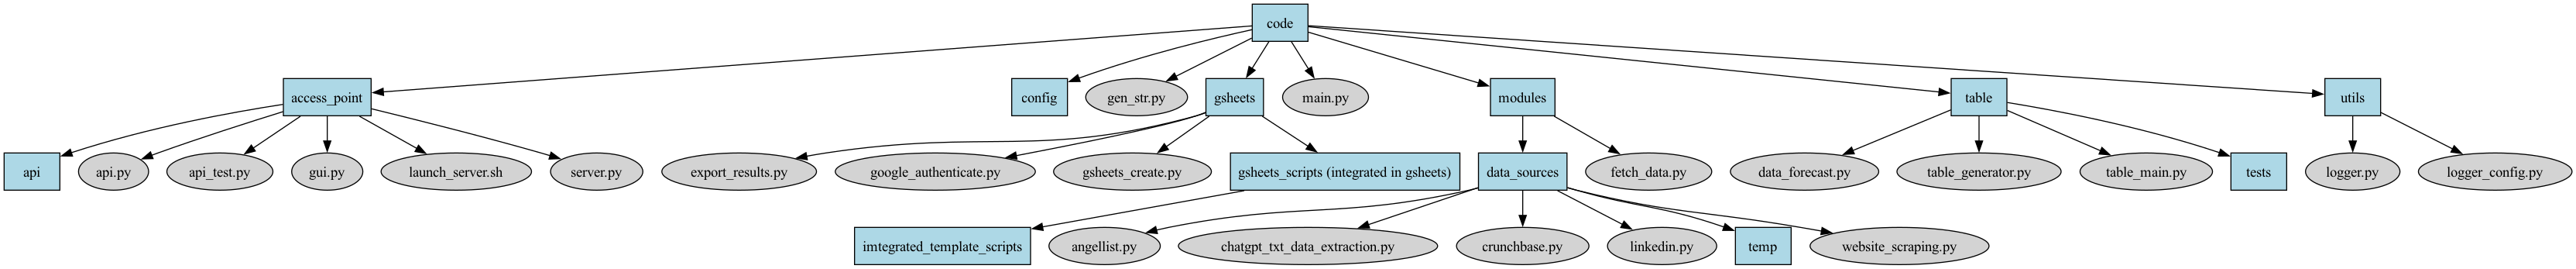 code
access_point
config
gen_str.py
gsheets
main.py
modules
table
utils
api
api.py
api_test.py
gui.py
launch_server.sh
server.py
export_results.py
google_authenticate.py
gsheets_create.py
gsheets_scripts (integrated in gsheets)
data_sources
fetch_data.py
data_forecast.py
table_generator.py
table_main.py
tests
logger.py
logger_config.py
imtegrated_template_scripts
angellist.py
chatgpt_txt_data_extraction.py
crunchbase.py
linkedin.py
temp
website_scraping.py